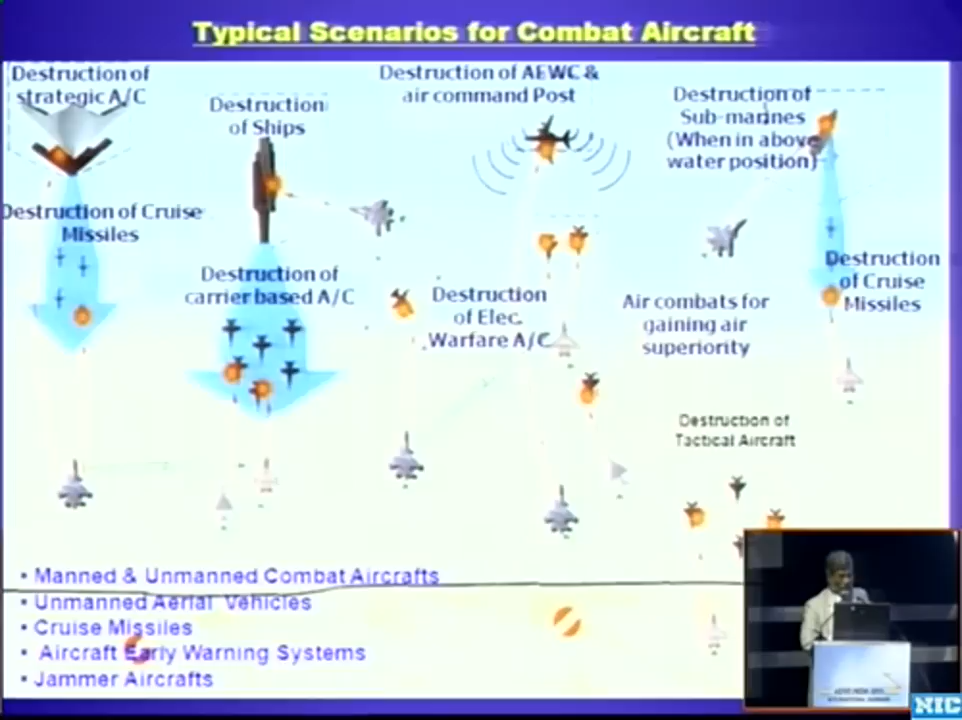 Typical Scenarios for Combat Aircraft
Destruction of
strategic A/C
Destruction
of Ships
Destruction of AEWC &
air command Post
Destruction of
Sub-marines
(When in above
water position)
Destruction of Cruise
Missiles
Destruction of
carrier based A/C
Destruction
of Elec.
Warfare A/C
Air combats for
gaining air
superiority
Destruction
of Cruise
Missiles
Destruction of
Tactical Aircraft
• Manned & Unmanned Combat Aircrafts
• Unmanned Aerial Vehicles
• Cruise Missiles
• Aircraft Early Warning Systems
• Jammer Aircrafts
NIC